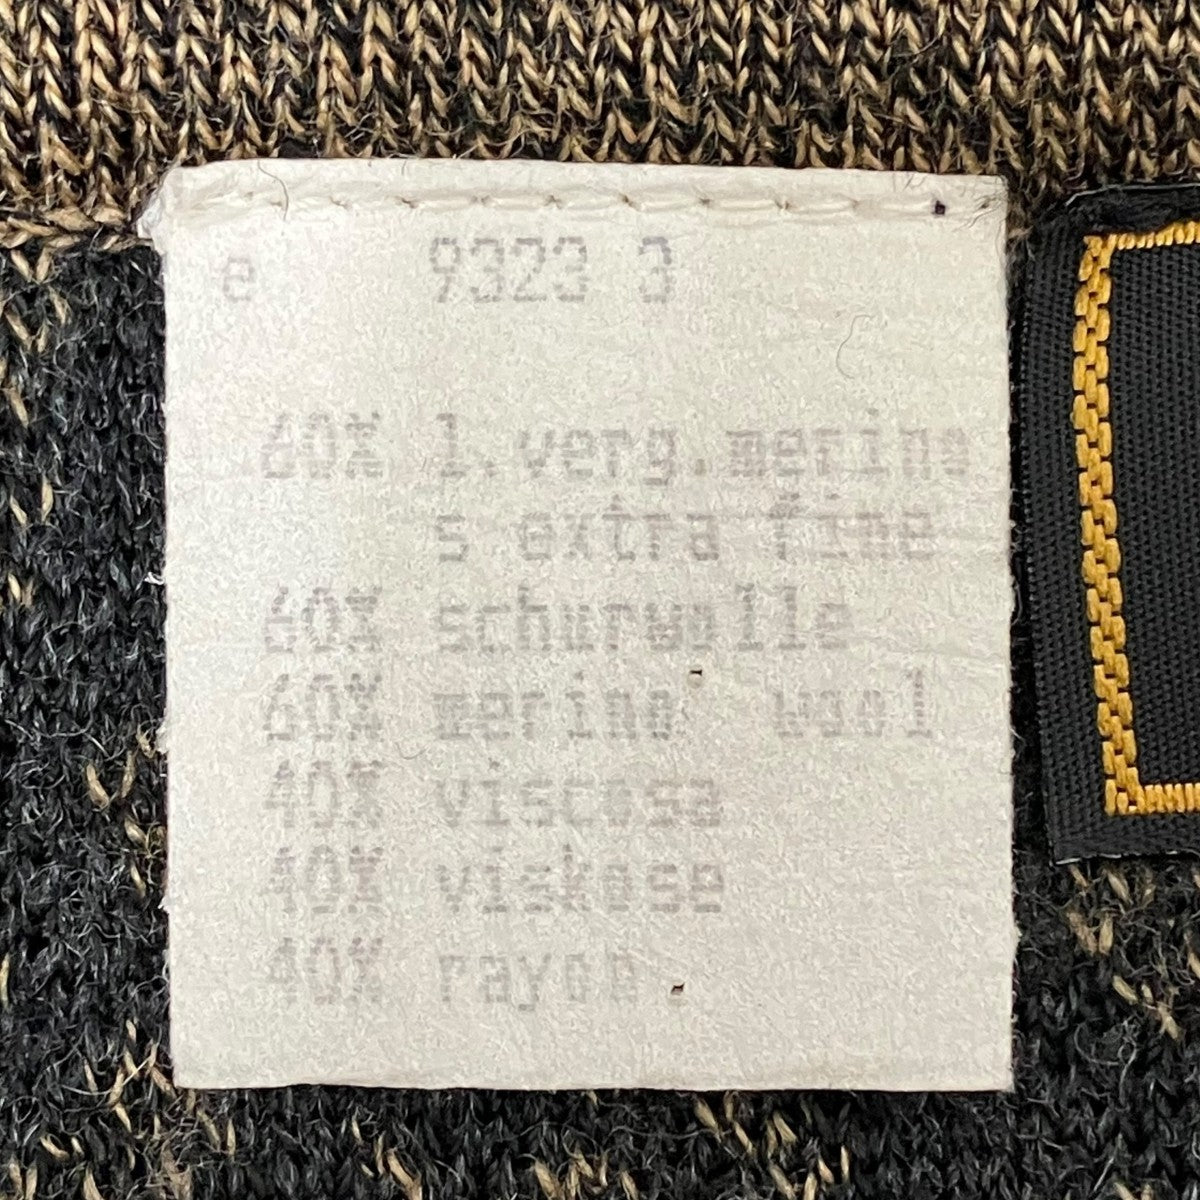 e 9323 3
60% l.verg.merino
s extra fine
60% schurwolle
60% merino wool
40% viscosa
40% viskose
40% rayon